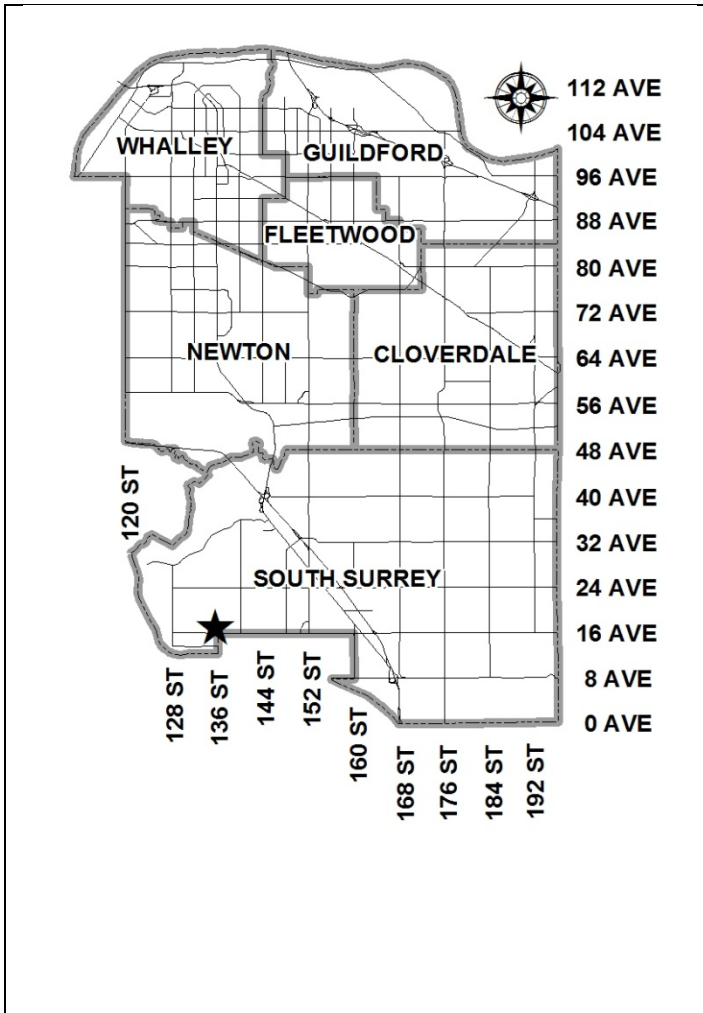 112 AVE
104 AVE
WHALLEY
GUILDFORD
96 AVE
88 AVE
FLEETWOOD
80 AVE
72 AVE
NEWTON
CLOVERDALE
64 AVE
56 AVE
48 AVE
120 ST
40 AVE
32 AVE
SOUTH SURREY
24 AVE
16 AVE
8 AVE
0 AVE
128 ST
136 ST
144 ST
152 ST
160 ST
168 ST
176 ST
184 ST
192 ST